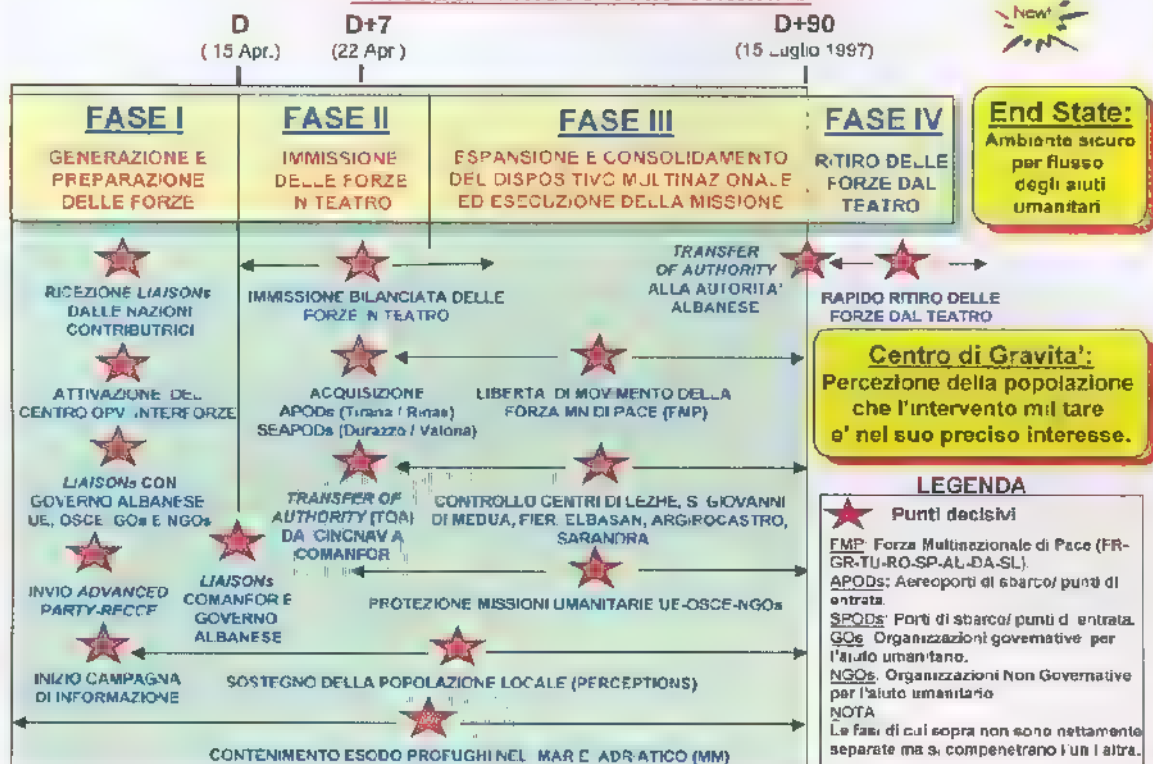 D
D+7
D+90
New!
( 15 Apr.)
(22 Apr )
(15 Luglio 1997)
FASE I
GENERAZIONE E
PREPARAZIONE
DELLE FORZE
FASE II
IMMISSIONE
DELLE FORZE
N TEATRO
FASE III
ESPANSIONE E CONSOLIDAMENTO
DEL DISPOSITIVO MULTINAZIONALE
ED ESECUZIONE DELLA MISSIONE
FASE IV
RITIRO DELLE
FORZE DAL
TEATRO
End State:
Ambiente sicuro
per flusso
degli aiuti
umanitari
RICEZIONE LIAISONs
DALLE NAZIONI
CONTRIBUTRICI
IMMISSIONE BILANCIATA DELLE
FORZE N TEATRO
TRANSFER
OF AUTHORITY
ALLA AUTORITA'
ALBANESE
RAPIDO RITIRO DELLE
FORZE DAL TEATRO
ATTIVAZIONE DEL
CENTRO OPV INTERFORZE
ACQUISIZIONE
APODs (Tirana / Rinas)
SEAPODs (Durazzo / Valona)
LIBERTA DI MOVIMENTO DELLA
FORZA MN DI PACE (FMP)
Centro di Gravita':
Percezione della popolazione
che l'intervento mil tare
e' nel suo preciso interesse.
LIAISONs CON
GOVERNO ALBANESE
UE, OSCE GOs E NGOs
TRANSFER OF
AUTHORITY (TOA)
DA CINCNAV A
COMANFOR
CONTROLLO CENTRI DI LEZHE, S GIOVANNI
DI MEDUA, FIER, ELBASAN, ARGIROCASTRO,
SARANDRA
INVIO ADVANCED
PARTY-RECCE
LIAISONs
COMANFOR E
GOVERNO
ALBANESE
PROTEZIONE MISSIONI UMANITARIE UE-OSCE-NGOs
INIZIO CAMPAGNA
DI INFORMAZIONE
SOSTEGNO DELLA POPOLAZIONE LOCALE (PERCEPTIONS)
CONTENIMENTO ESODO PROFUGHI NEL MAR E ADR ATICO (MM)
LEGENDA
Punti decisivi
FMP: Forza Multinazionale di Pace (FR-
GR-TU-RO-SP-AL-DA-SL)
APODs: Aereoporti di sbarco/ punti di
entrata
SPODs: Porti di sbarco/ punti d entrata.
GOs Organizzazioni governative per
l'aiuto umanitario.
NGOs. Organizzazioni Non Governative
per l'aiuto umanitario
NOTA
Le fasi di cui sopra non sono nettamente
separate ma si compenetrano l'un l altra.